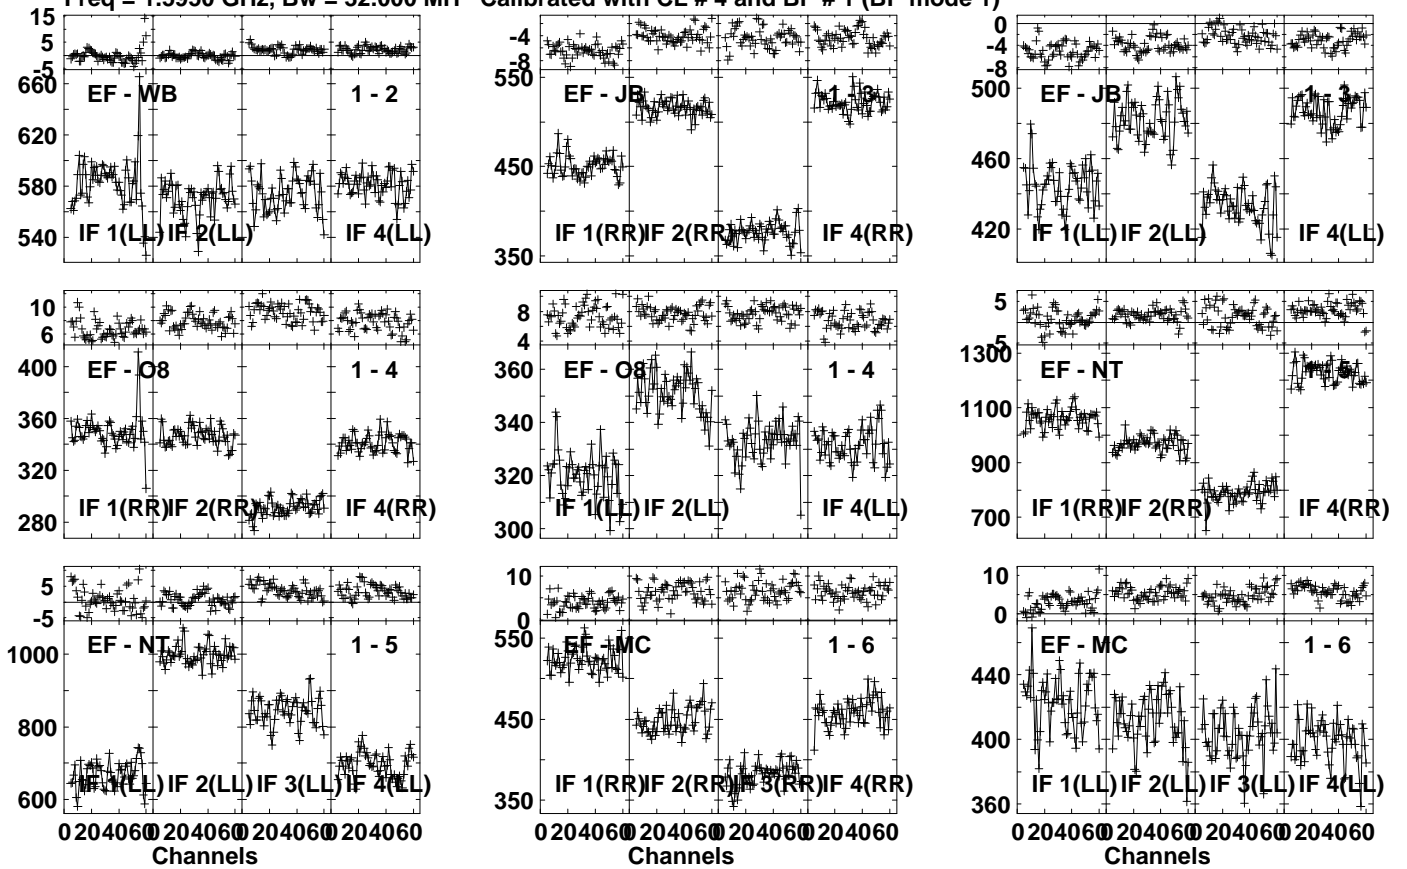 Freq = 1.5950 GHz, Bw = 32.000 MH Calibrated with CL # 4 and BP # 1 (BP mode 1)
15 5 -5
660 620 580 540
EF - WB 1 - 2
IF 1(LL) IF 2(LL) IF 4(LL)
-4 -8
550 450 350
EF - JB 1 - 3
IF 1(RR) IF 2(RR) IF 4(RR)
0 -4 -8
500 460 420
EF - JB 1 - 3
IF 1(LL) IF 2(LL) IF 4(LL)
10 6
400 360 320 280
EF - O8 1 - 4
IF 1(RR) IF 2(RR) IF 4(RR)
8 4
360 340 320 300
EF - O8 1 - 4
IF 1(LL) IF 2(LL) IF 4(LL)
5 -5
1300 1100 900 700
EF - NT 1 - 5
IF 1(RR) IF 2(RR) IF 4(RR)
5 -5
1000 800 600
EF - NT 1 - 5
IF 1(LL) IF 2(LL) IF 3(LL) IF 4(LL)
10 0
550 450 350
EF - MC 1 - 6
IF 1(RR) IF 2(RR) IF 3(RR) IF 4(RR)
10 0
440 400 360
EF - MC 1 - 6
IF 1(LL) IF 2(LL) IF 3(LL) IF 4(LL)
0 20 40 60 0 20 40 60 0 20 40 60 0 20 40 60
Channels
0 20 40 60 0 20 40 60 0 20 40 60 0 20 40 60
Channels
0 20 40 60 0 20 40 60 0 20 40 60 0 20 40 60
Channels